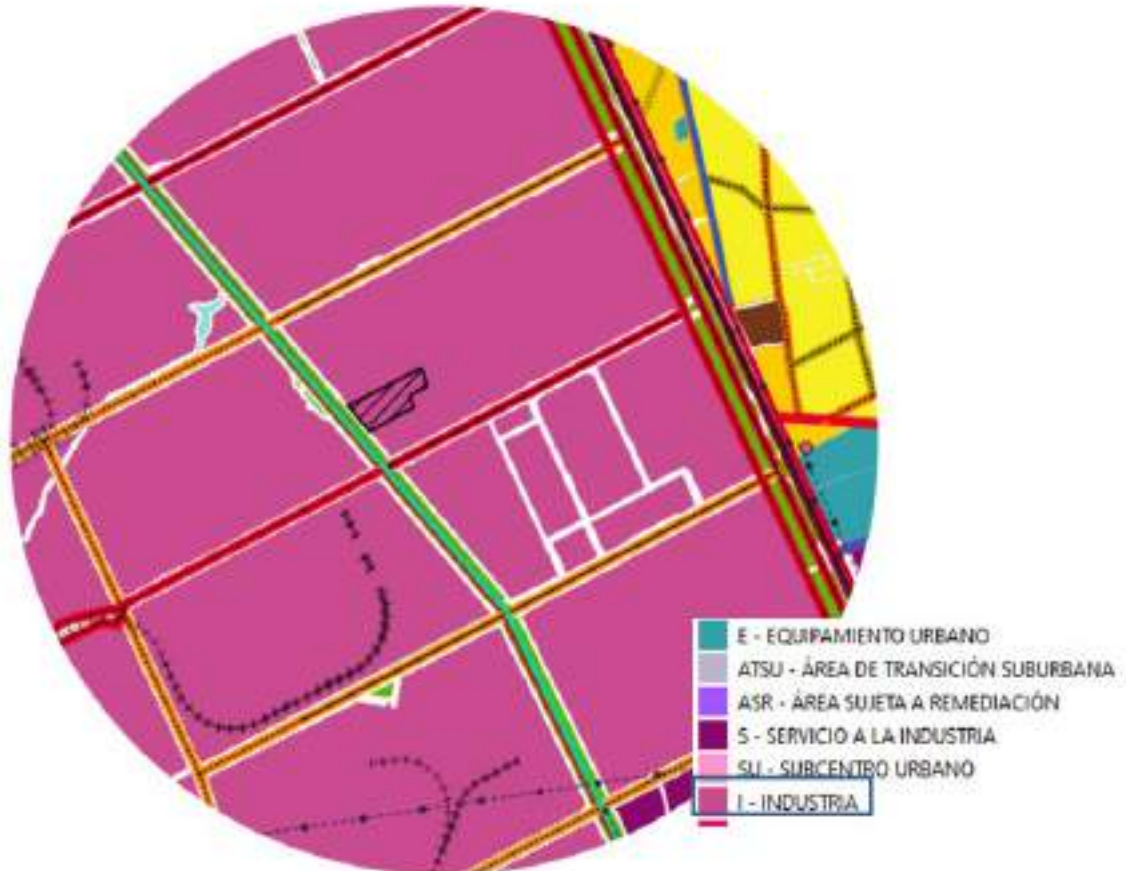 E - EQUIPAMIENTO URBANO
ATSU - ÁREA DE TRANSICIÓN SUBURBANA
ASR - ÁREA SUJETA A REMEDIACIÓN
S - SERVICIO A LA INDUSTRIA
SU - SUBCENTRO URBANO
I - INDUSTRIA